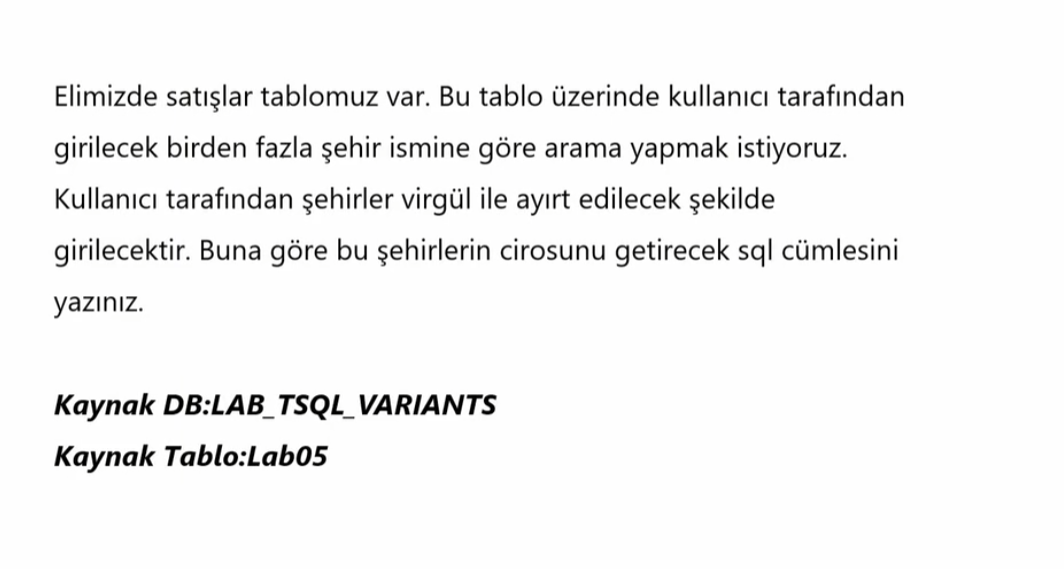 Elimizde satışlar tablomuz var. Bu tablo üzerinde kullanıcı tarafından
girilecek birden fazla şehir ismine göre arama yapmak istiyoruz.
Kullanıcı tarafından şehirler virgül ile ayırt edilecek şekilde
girilecektir. Buna göre bu şehirlerin cirosunu getirecek sql cümlesini
yazınız.
Kaynak DB:LAB_TSQL_VARIANTS
Kaynak Tablo:Lab05